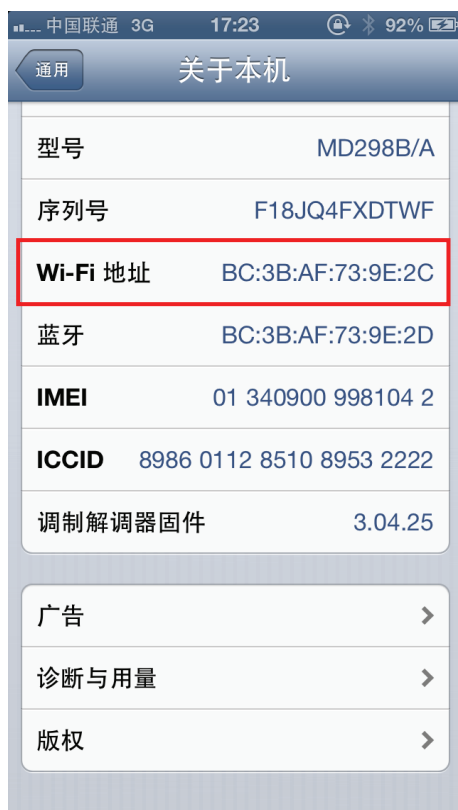 中国联通 3G 17:23 92%
通用 关于本机
型号 MD298B/A
序列号 F18JQ4FXDTWF
Wi-Fi 地址 BC:3B:AF:73:9E:2C
蓝牙 BC:3B:AF:73:9E:2D
IMEI 01 340900 998104 2
ICCID 8986 0112 8510 8953 2222
调制解调器固件 3.04.25
广告
诊断与用量
版权